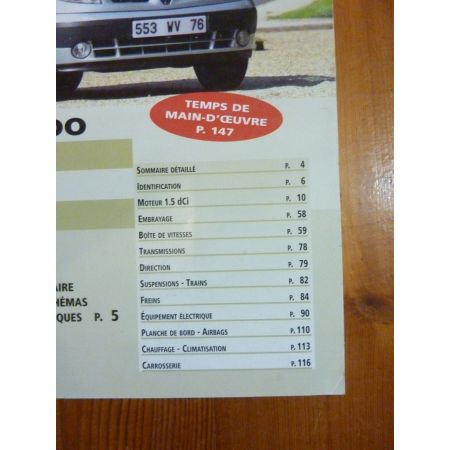 553 WV 76
TEMPS DE
MAIN-D'ŒUVRE
P. 147
OO
SOMMAIRE DÉTAILLÉ P. 4
IDENTIFICATION P. 6
MOTEUR 1.5 dCi P. 10
EMBRAYAGE P. 58
BOÎTE DE VITESSES P. 59
TRANSMISSIONS P. 78
DIRECTION P. 79
SUSPENSIONS - TRAINS P. 82
FREINS P. 84
ÉQUIPEMENT ÉLECTRIQUE P. 90
PLANCHE DE BORD - AIRBAGS P. 110
CHAUFFAGE - CLIMATISATION P. 113
CARROSSERIE P. 116
AIRE
HÉMAS
QUES P. 5